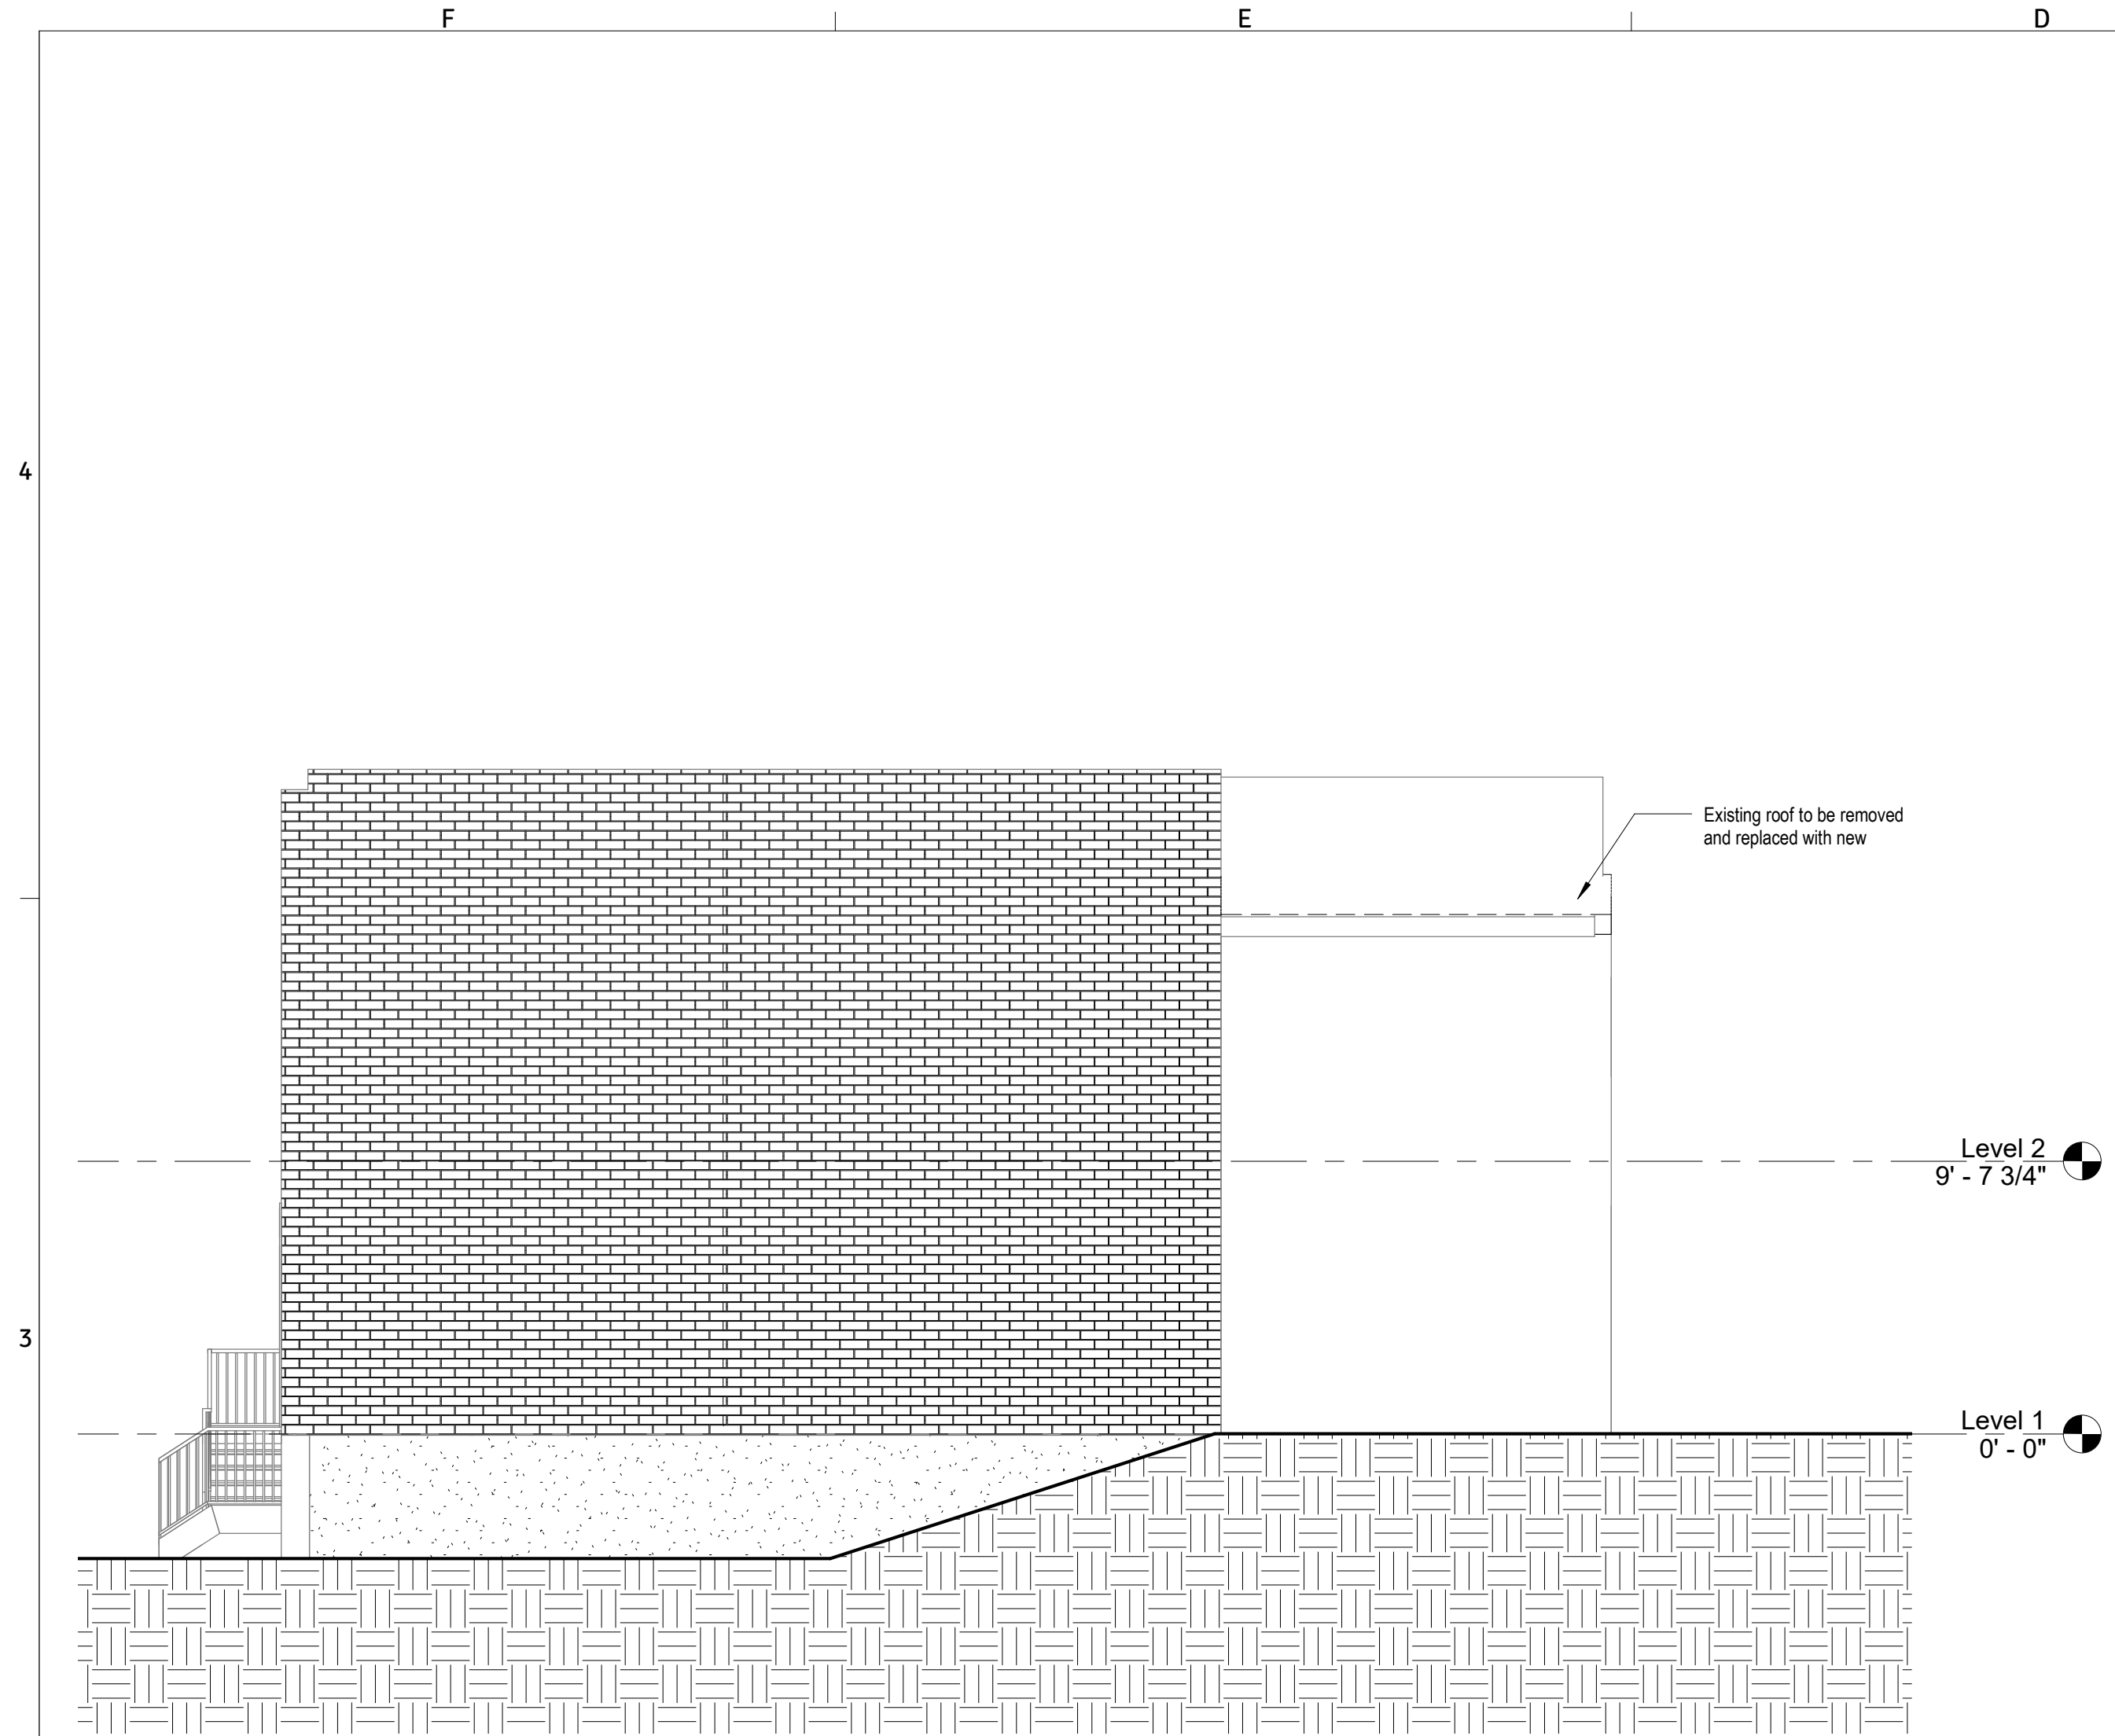 F
E
D
4
Existing roof to be removed
and replaced with new
Level 2
9' - 7 3/4"
3
Level 1
0' - 0"